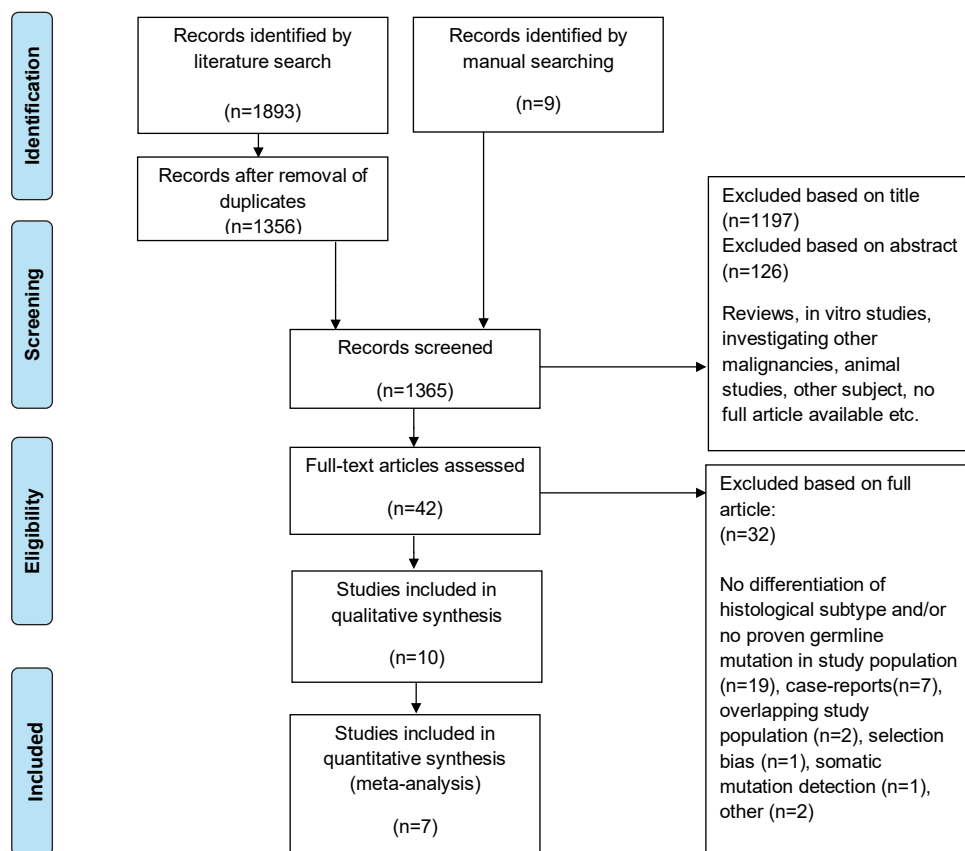 Identification
Records identified by
literature search
(n=1893)
Records identified by
manual searching
(n=9)
Records after removal of
duplicates
(n=1356)
Screening
Records screened
(n=1365)
Excluded based on title
(n=1197)
Excluded based on abstract
(n=126)
Reviews, in vitro studies,
investigating other
malignancies, animal
studies, other subject, no
full article available etc.
Eligibility
Full-text articles assessed
(n=42)
Excluded based on full
article:
(n=32)
No differentiation of
histological subtype and/or
no proven germline
mutation in study population
(n=19), case-reports(n=7),
overlapping study
population (n=2), selection
bias (n=1), somatic
mutation detection (n=1),
other (n=2)
Studies included in
qualitative synthesis
(n=10)
Included
Studies included in
quantitative synthesis
(meta-analysis)
(n=7)